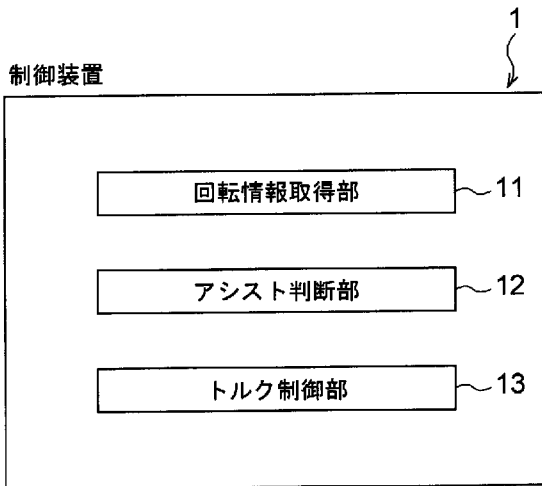 1
制御装置
回転情報取得部 11
アシスト判断部 12
トルク制御部 13